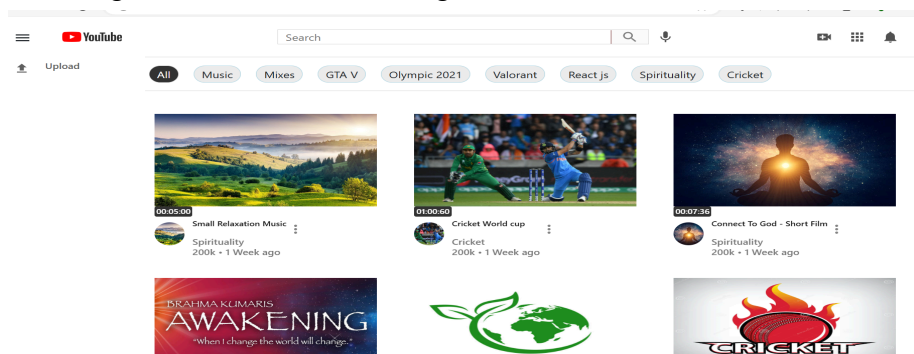 YouTube
Search
Upload
All Music Mixes GTA V Olympic 2021 Valorant React js Spirituality Cricket
00:05:00 01:00:60 00:07:36
Small Relaxation Music Cricket World cup Connect To God - Short Film
Spirituality Cricket Spirituality
200k • 1 Week ago 200k • 1 Week ago 200k • 1 Week ago
BRAHMA KUMARIS
AWAKENING
"When I change the world will change."
CRICKET